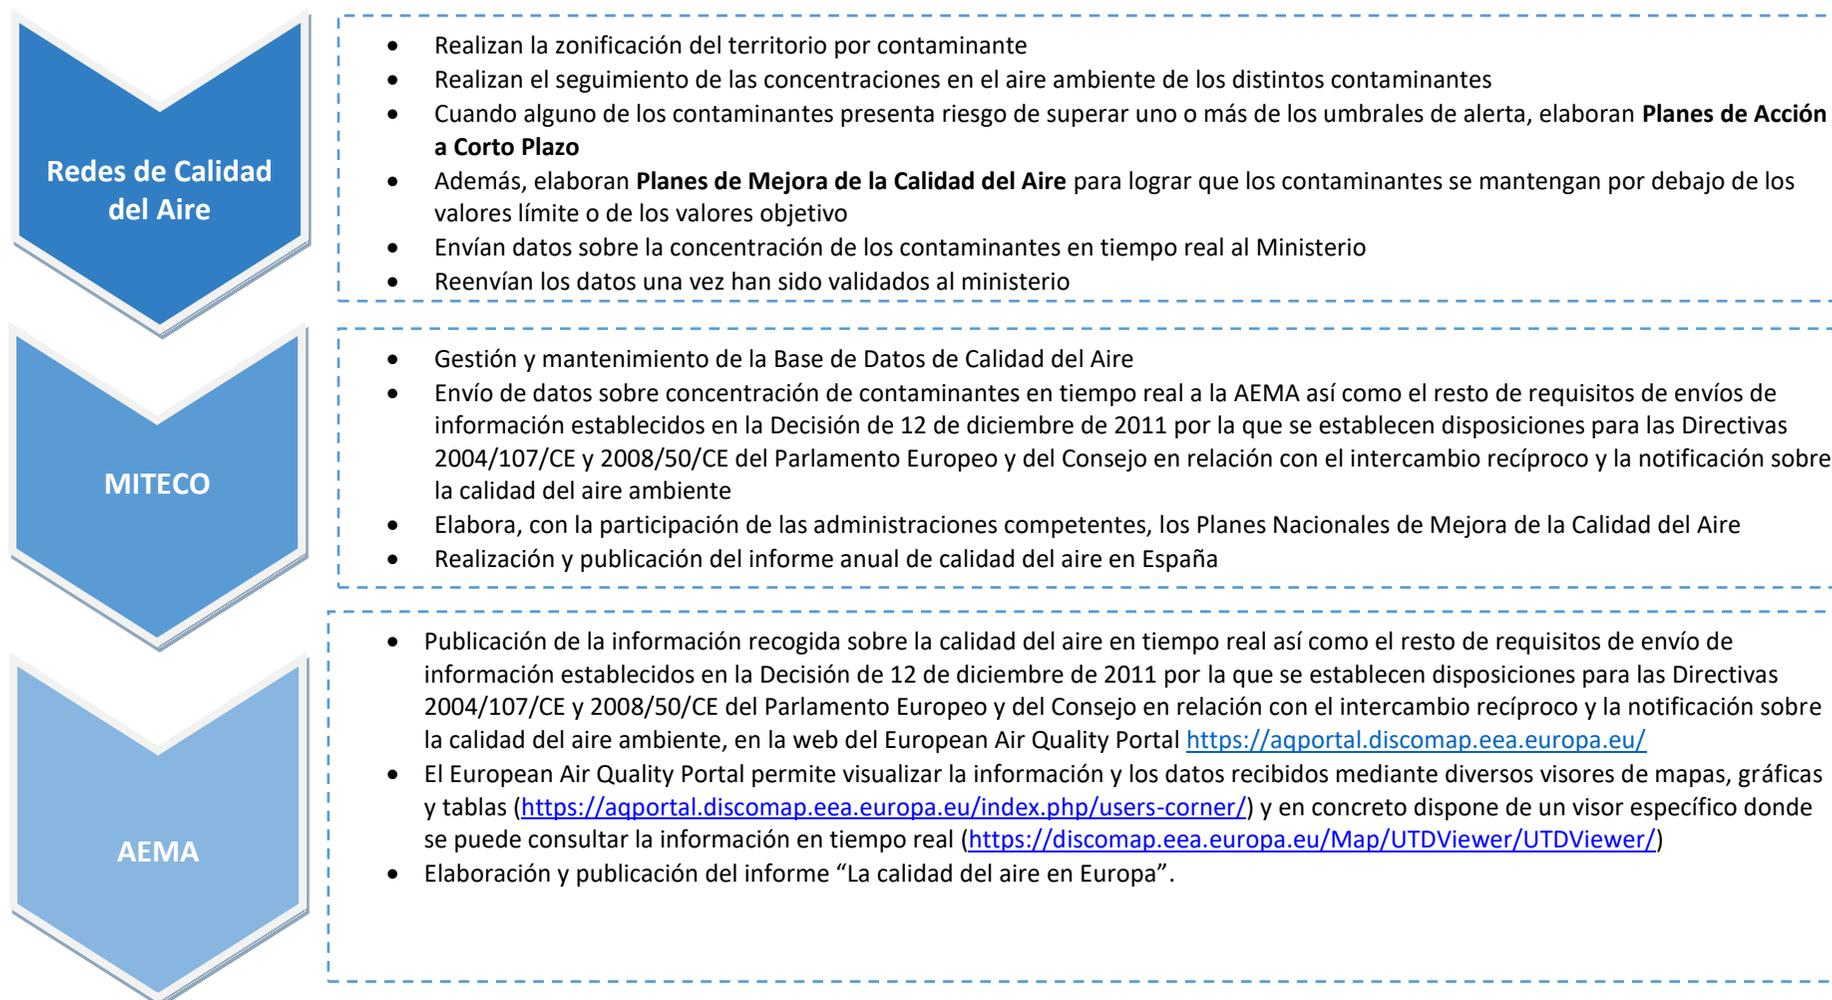 Redes de Calidad
del Aire
• Realizan la zonificación del territorio por contaminante
• Realizan el seguimiento de las concentraciones en el aire ambiente de los distintos contaminantes
• Cuando alguno de los contaminantes presenta riesgo de superar uno o más de los umbrales de alerta, elaboran Planes de Acción
a Corto Plazo
• Además, elaboran Planes de Mejora de la Calidad del Aire para lograr que los contaminantes se mantengan por debajo de los
valores límite o de los valores objetivo
• Envían datos sobre la concentración de los contaminantes en tiempo real al Ministerio
• Reenvían los datos una vez han sido validados al ministerio
MITECO
• Gestión y mantenimiento de la Base de Datos de Calidad del Aire
• Envío de datos sobre concentración de contaminantes en tiempo real a la AEMA así como el resto de requisitos de envíos de
información establecidos en la Decisión de 12 de diciembre de 2011 por la que se establecen disposiciones para las Directivas
2004/107/CE y 2008/50/CE del Parlamento Europeo y del Consejo en relación con el intercambio recíproco y la notificación sobre
la calidad del aire ambiente
• Elabora, con la participación de las administraciones competentes, los Planes Nacionales de Mejora de la Calidad del Aire
• Realización y publicación del informe anual de calidad del aire en España
AEMA
• Publicación de la información recogida sobre la calidad del aire en tiempo real así como el resto de requisitos de envío de
información establecidos en la Decisión de 12 de diciembre de 2011 por la que se establecen disposiciones para las Directivas
2004/107/CE y 2008/50/CE del Parlamento Europeo y del Consejo en relación con el intercambio recíproco y la notificación sobre
la calidad del aire ambiente, en la web del European Air Quality Portal https://aqportal.discomap.eea.europa.eu/
• El European Air Quality Portal permite visualizar la información y los datos recibidos mediante diversos visores de mapas, gráficas
y tablas (https://aqportal.discomap.eea.europa.eu/index.php/users-corner/) y en concreto dispone de un visor específico donde
se puede consultar la información en tiempo real (https://discomap.eea.europa.eu/Map/UTDViewer/UTDViewer/)
• Elaboración y publicación del informe “La calidad del aire en Europa”.